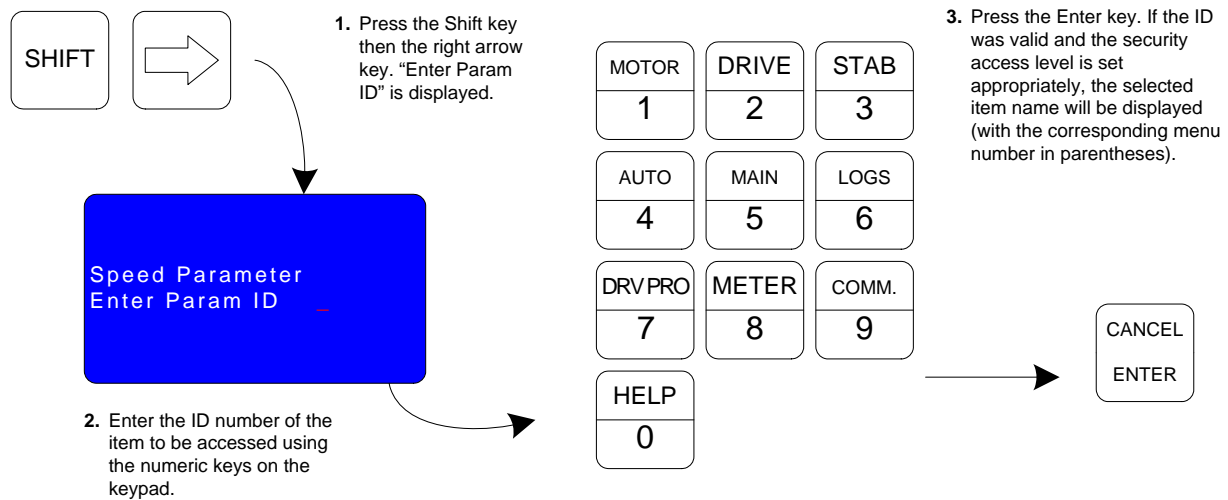 SHIFT
1. Press the Shift key
then the right arrow
key. “Enter Param
ID” is displayed.
Speed Parameter
Enter Param ID _
2. Enter the ID number of the
item to be accessed using
the numeric keys on the
keypad.
MOTOR
1
DRIVE
2
STAB
3
AUTO
4
MAIN
5
LOGS
6
DRV PRO
7
METER
8
COMM.
9
HELP
0
3. Press the Enter key. If the ID
was valid and the security
access level is set
appropriately, the selected
item name will be displayed
(with the corresponding menu
number in parentheses).
CANCEL
ENTER